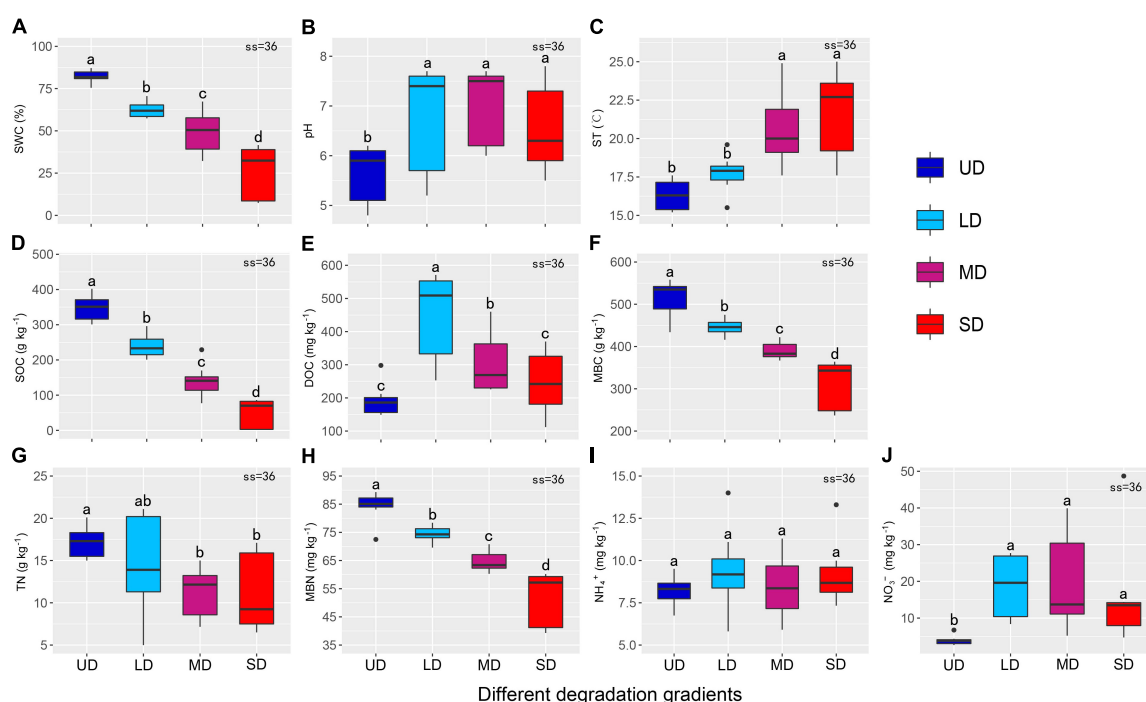 A
ss=36
SWC (%)
100
75
50
25
0
a
b
c
d
B
ss=36
pH
8
7
6
5
b
a
a
a
C
ss=36
ST (℃)
25.0
22.5
20.0
17.5
15.0
b
b
a
a
D
ss=36
SOC (g kg⁻¹)
500
400
300
200
100
0
a
b
c
d
E
ss=36
DOC (mg kg⁻¹)
600
500
400
300
200
100
c
a
b
c
F
ss=36
MBC (g kg⁻¹)
600
500
400
300
200
a
b
c
d
G
ss=36
TN (g kg⁻¹)
25
20
15
10
5
a
ab
b
b
UD LD MD SD
H
ss=36
MBN (mg kg⁻¹)
95
85
75
65
55
45
35
a
b
c
d
UD LD MD SD
I
ss=36
NH₄⁺ (mg kg⁻¹)
15.0
12.5
10.0
7.5
5.0
a
a
a
a
UD LD MD SD
J
ss=36
NO₃⁻ (mg kg⁻¹)
50
40
30
20
10
b
a
a
a
UD LD MD SD
Different degradation gradients
UD
LD
MD
SD